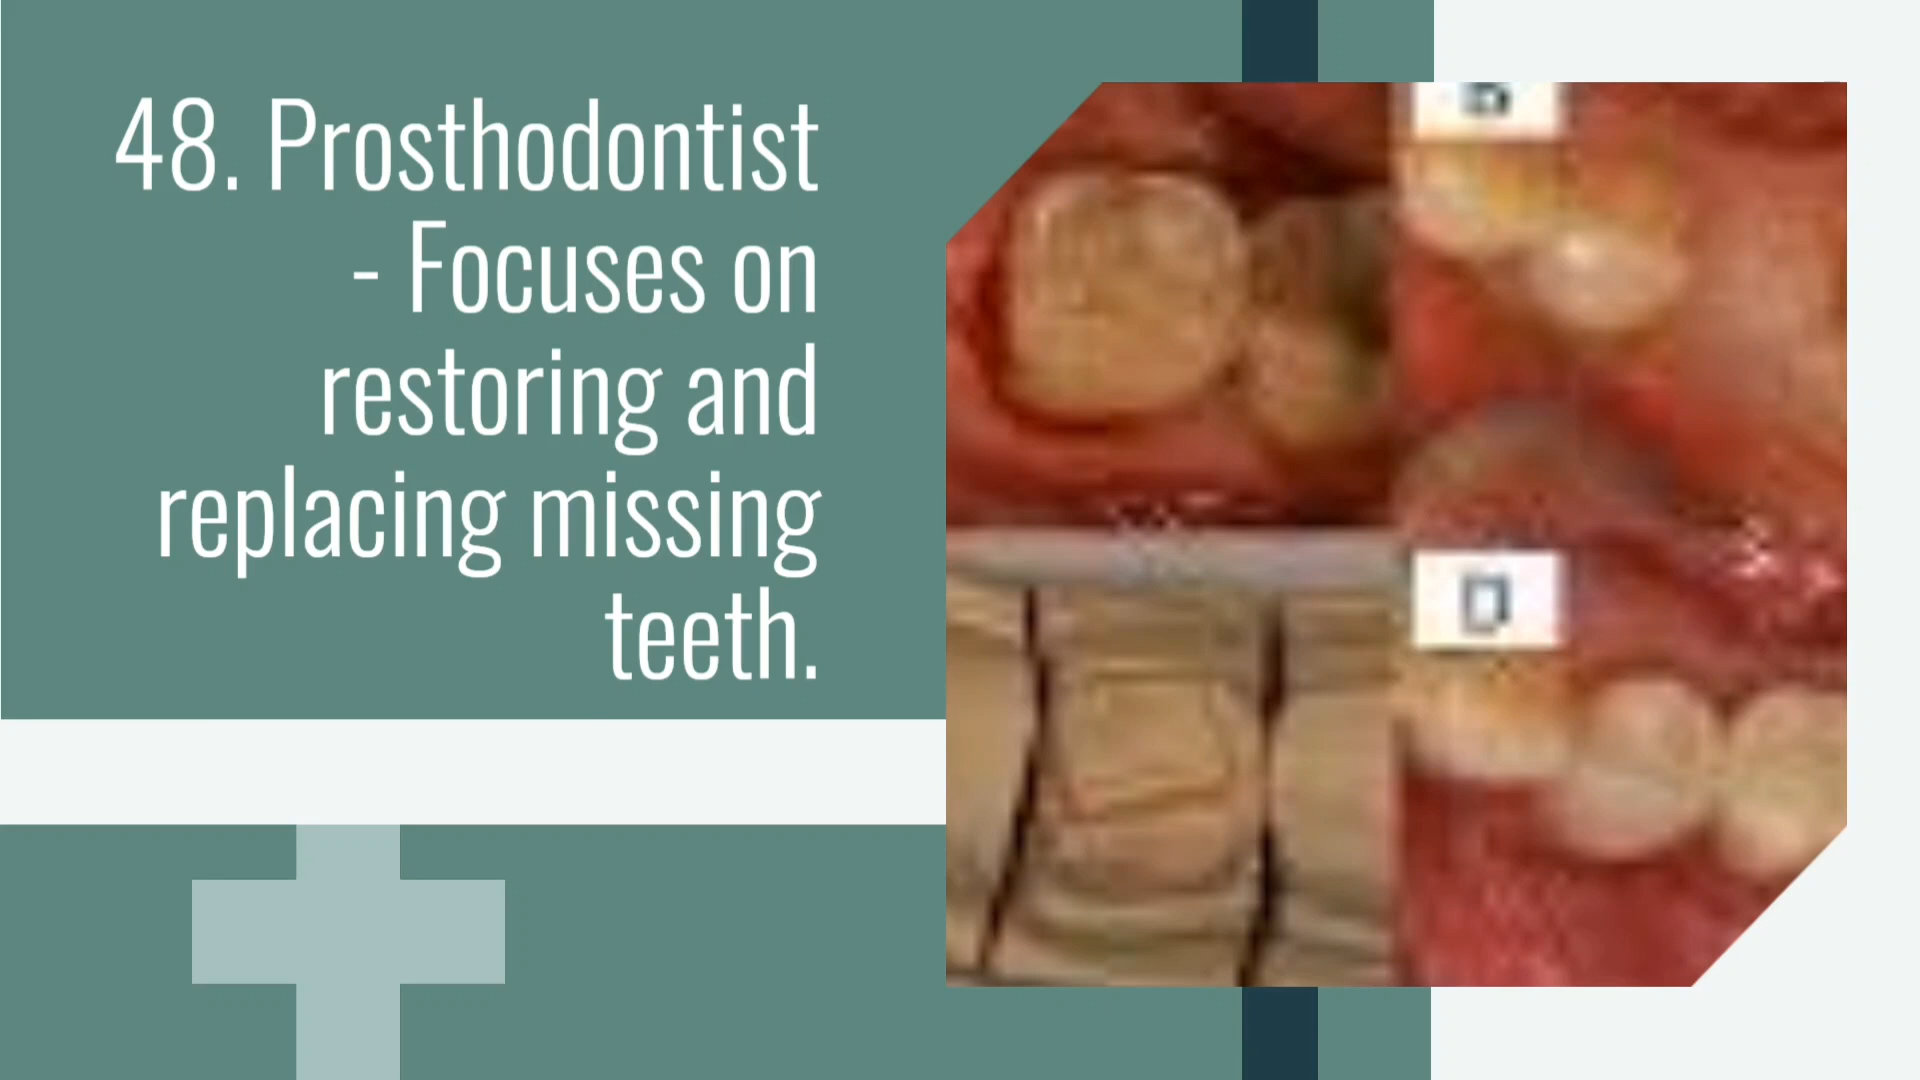 48. Prosthodontist
- Focuses on
restoring and
replacing missing
teeth.
D